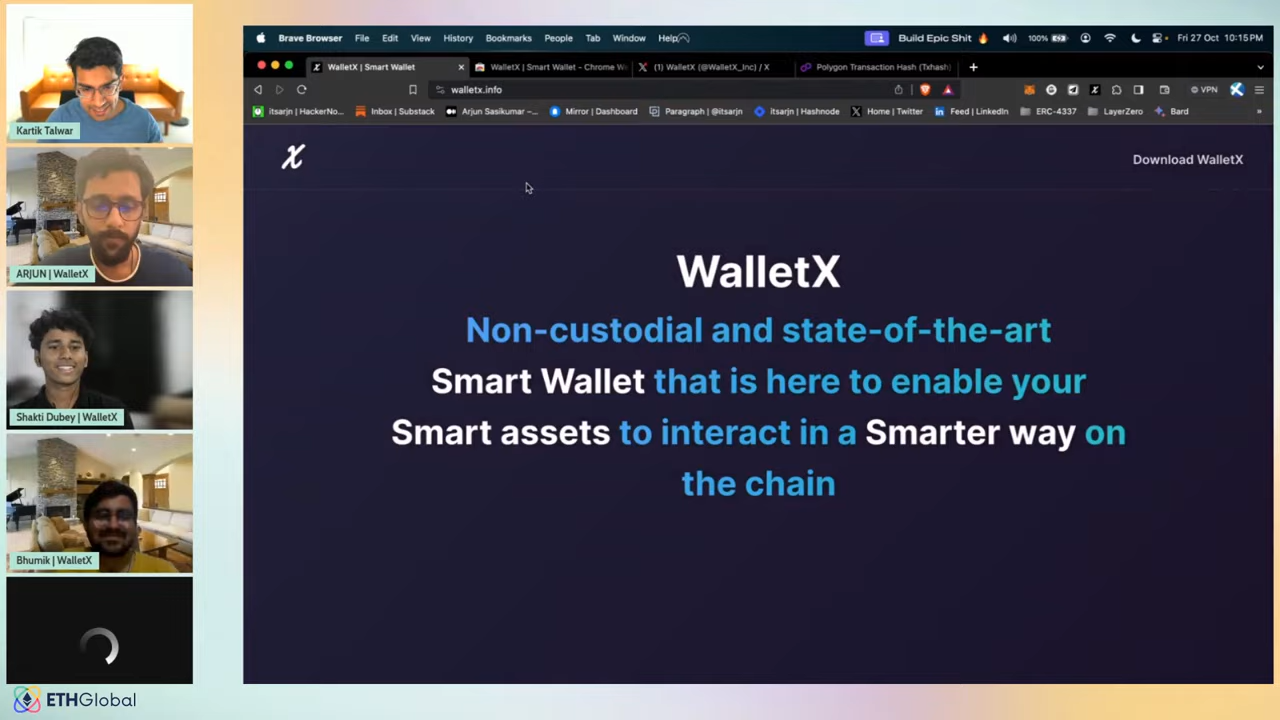 Kartik Talwar
ARJUN | WalletX
Shakti Dubey | WalletX
Bhumik | WalletX
ETHGlobal
Brave Browser File Edit View History Bookmarks People Tab Window Help
Build Epic Shit 🔥 100% Fri 27 Oct 10:15 PM
WalletX | Smart Wallet
WalletX | Smart Wallet - Chrome We
(1) WalletX (@WalletX_Inc) / X
Polygon Transaction Hash (Txhash)
walletx.info
VPN
itsarjn | HackerNo...
Inbox | Substack
Arjun Sasikumar –...
Mirror | Dashboard
Paragraph | @itsarjn
itsarjn | Hashnode
Home | Twitter
Feed | LinkedIn
ERC-4337
LayerZero
Bard
X
Download WalletX
WalletX
Non-custodial and state-of-the-art
Smart Wallet that is here to enable your
Smart assets to interact in a Smarter way on
the chain